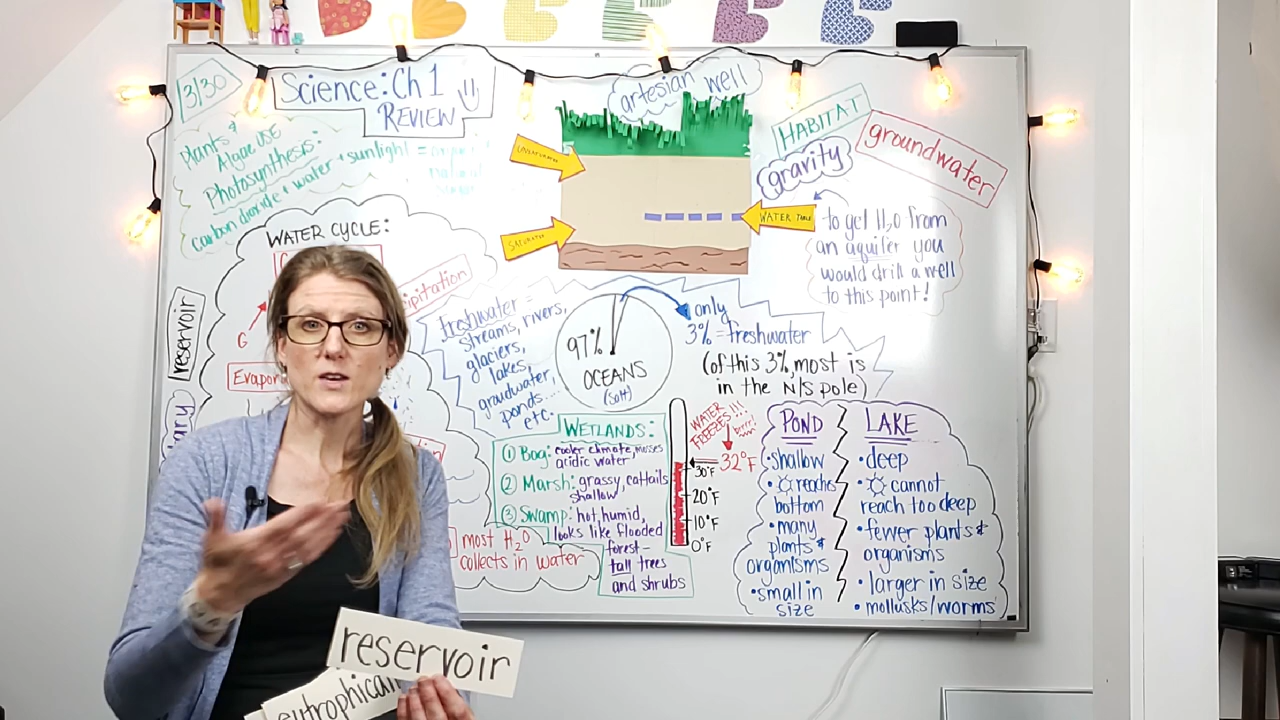 3/30
Science: Ch 1
REVIEW
Plants &
Algae USE
Photosynthesis:
carbon dioxide + water + sunlight =
WATER CYCLE:
G
Evapor
ipitation
reservoir
artesian well
WATER TABLE
HABITAT
gravity
groundwater
to get H₂O from
an aquifer you
would drill a well
to this point!
freshwater =
streams, rivers,
glaciers,
lakes,
groudwater,
ponds...
etc.
97%
OCEANS
(Salt)
only
3% = freshwater
(of this 3%, most is
in the N/S pole)
WETLANDS:
① Bog: cooler climate, mosses
acidic water
② Marsh: grassy, cattails
shallow
③ Swamp: hot, humid,
looks like flooded
forest-
tall trees
and shrubs
most H₂O
collects in water
WATER
FREEZES!!!
brrr!
32°F
30°F
20°F
10°F
0°F
POND
•shallow
•reaches
bottom
•many
plants &
organisms
•small in
size
LAKE
•deep
•cannot
reach too deep
•fewer plants &
organisms
•larger in size
•mollusks/worms
reservoir
eutrophicati